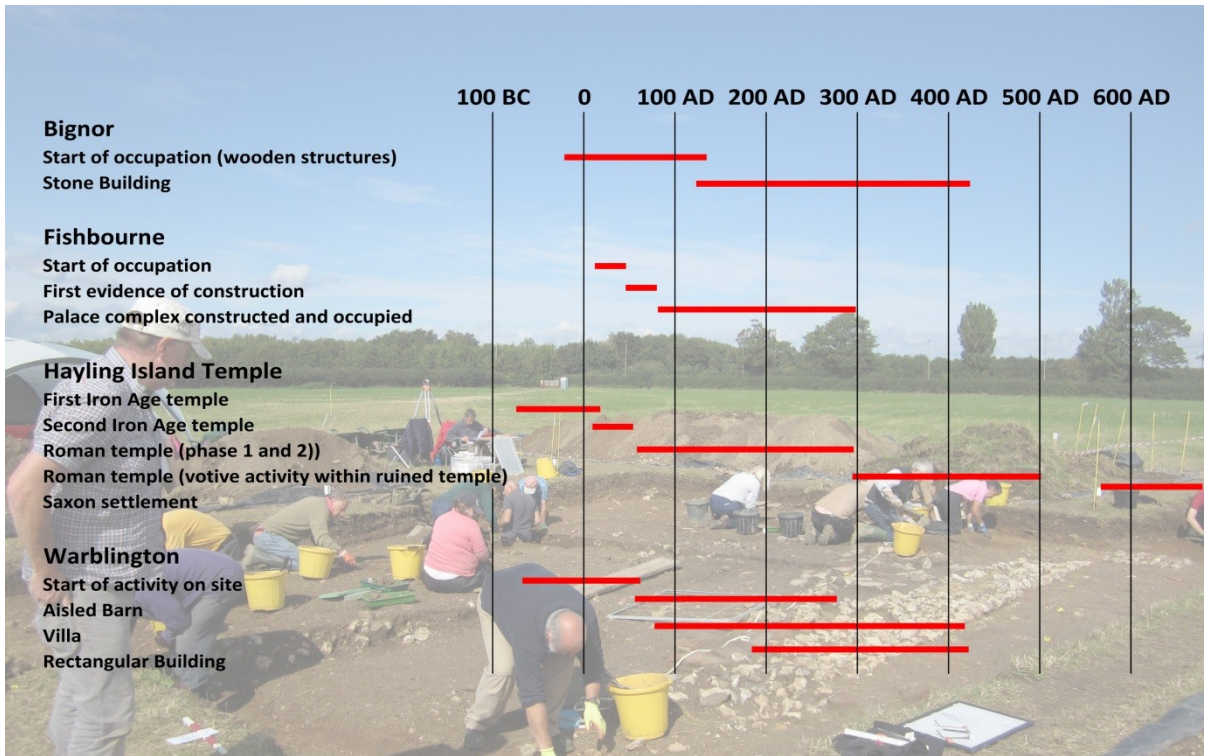 100 BC 0 100 AD 200 AD 300 AD 400 AD 500 AD 600 AD
Bignor
Start of occupation (wooden structures)
Stone Building
Fishbourne
Start of occupation
First evidence of construction
Palace complex constructed and occupied
Hayling Island Temple
First Iron Age temple
Second Iron Age temple
Roman temple (phase 1 and 2))
Roman temple (votive activity within ruined temple)
Saxon settlement
Warblington
Start of activity on site
Aisled Barn
Villa
Rectangular Building